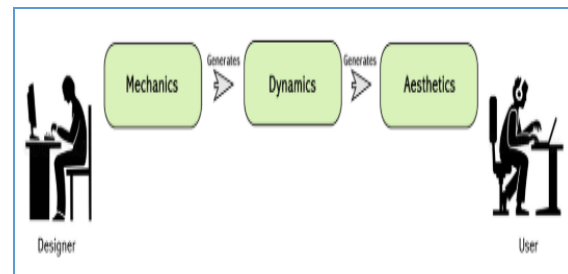 Mechanics
Generates
Dynamics
Generates
Aesthetics
Designer
User